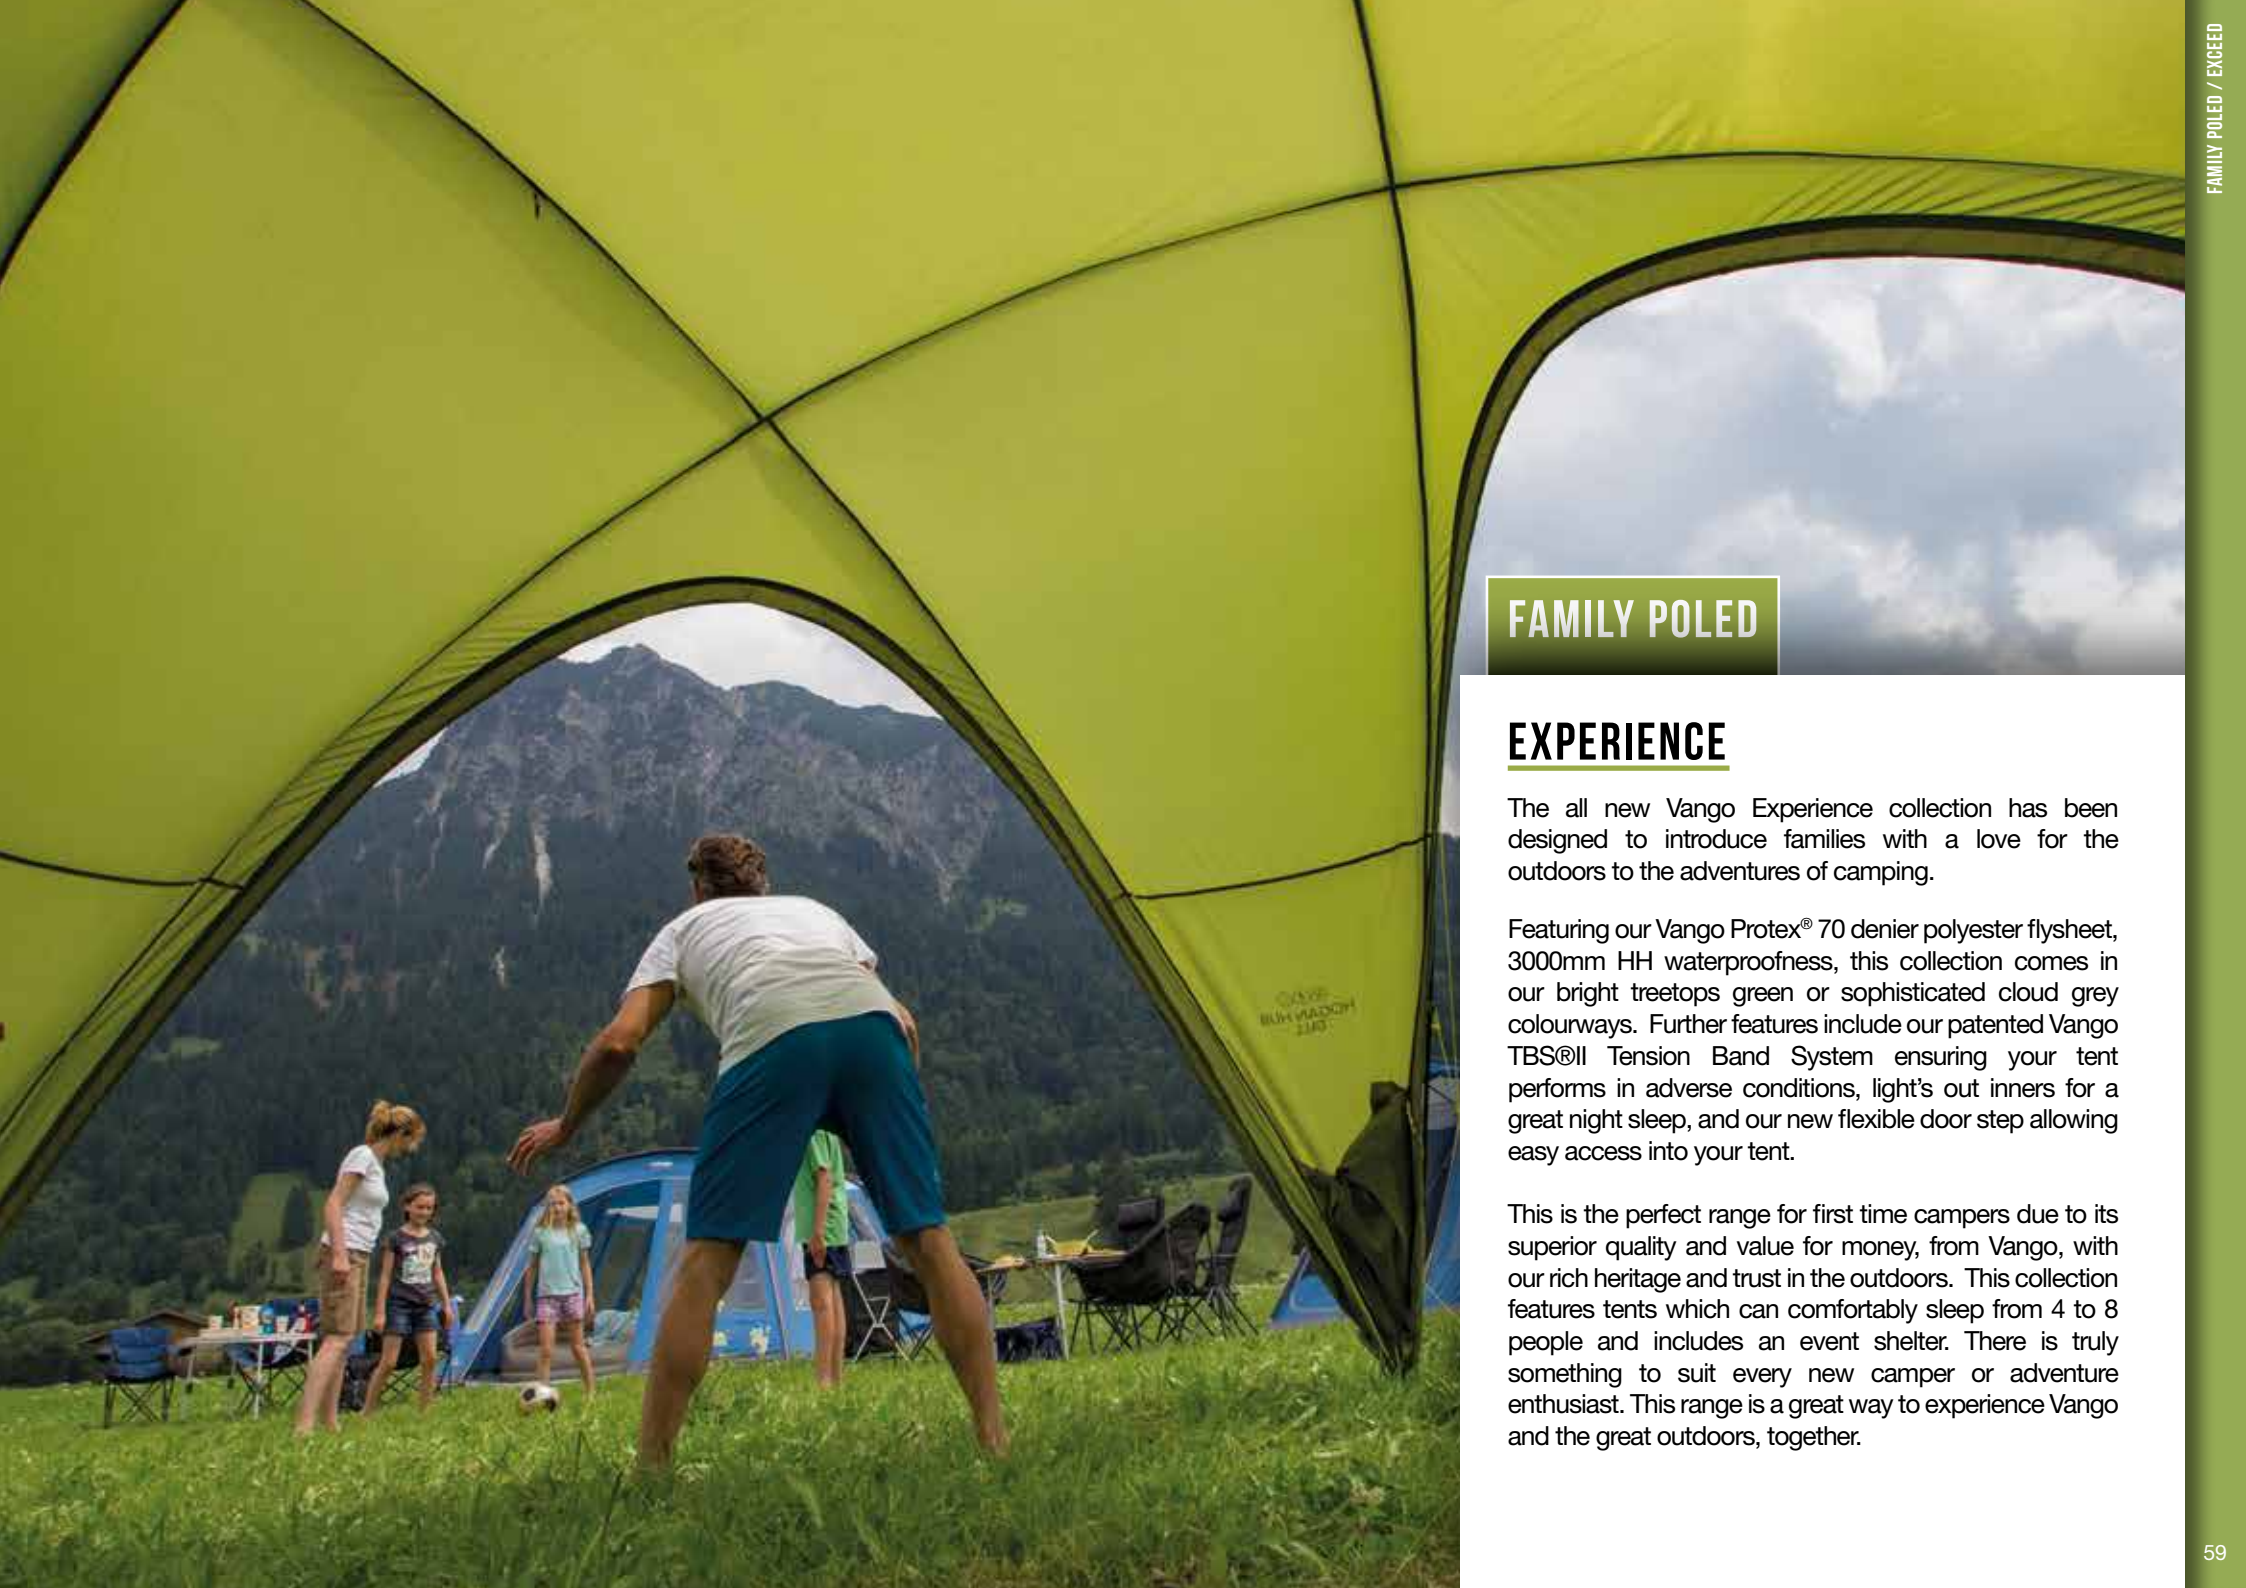 FAMILY POLED / EXCEED
FAMILY POLED
EXPERIENCE
The all new Vango Experience collection has been
designed to introduce families with a love for the
outdoors to the adventures of camping.
Featuring our Vango Protex® 70 denier polyester flysheet,
3000mm HH waterproofness, this collection comes in
our bright treetops green or sophisticated cloud grey
colourways.  Further features include our patented Vango
TBS®II Tension Band System ensuring your tent
performs in adverse conditions, light’s out inners for a
great night sleep, and our new flexible door step allowing
easy access into your tent.
This is the perfect range for first time campers due to its
superior quality and value for money, from Vango, with
our rich heritage and trust in the outdoors.  This collection
features tents which can comfortably sleep from 4 to 8
people and includes an event shelter. There is truly
something to suit every new camper or adventure
enthusiast. This range is a great way to experience Vango
and the great outdoors, together.
HOGAN HUB
59